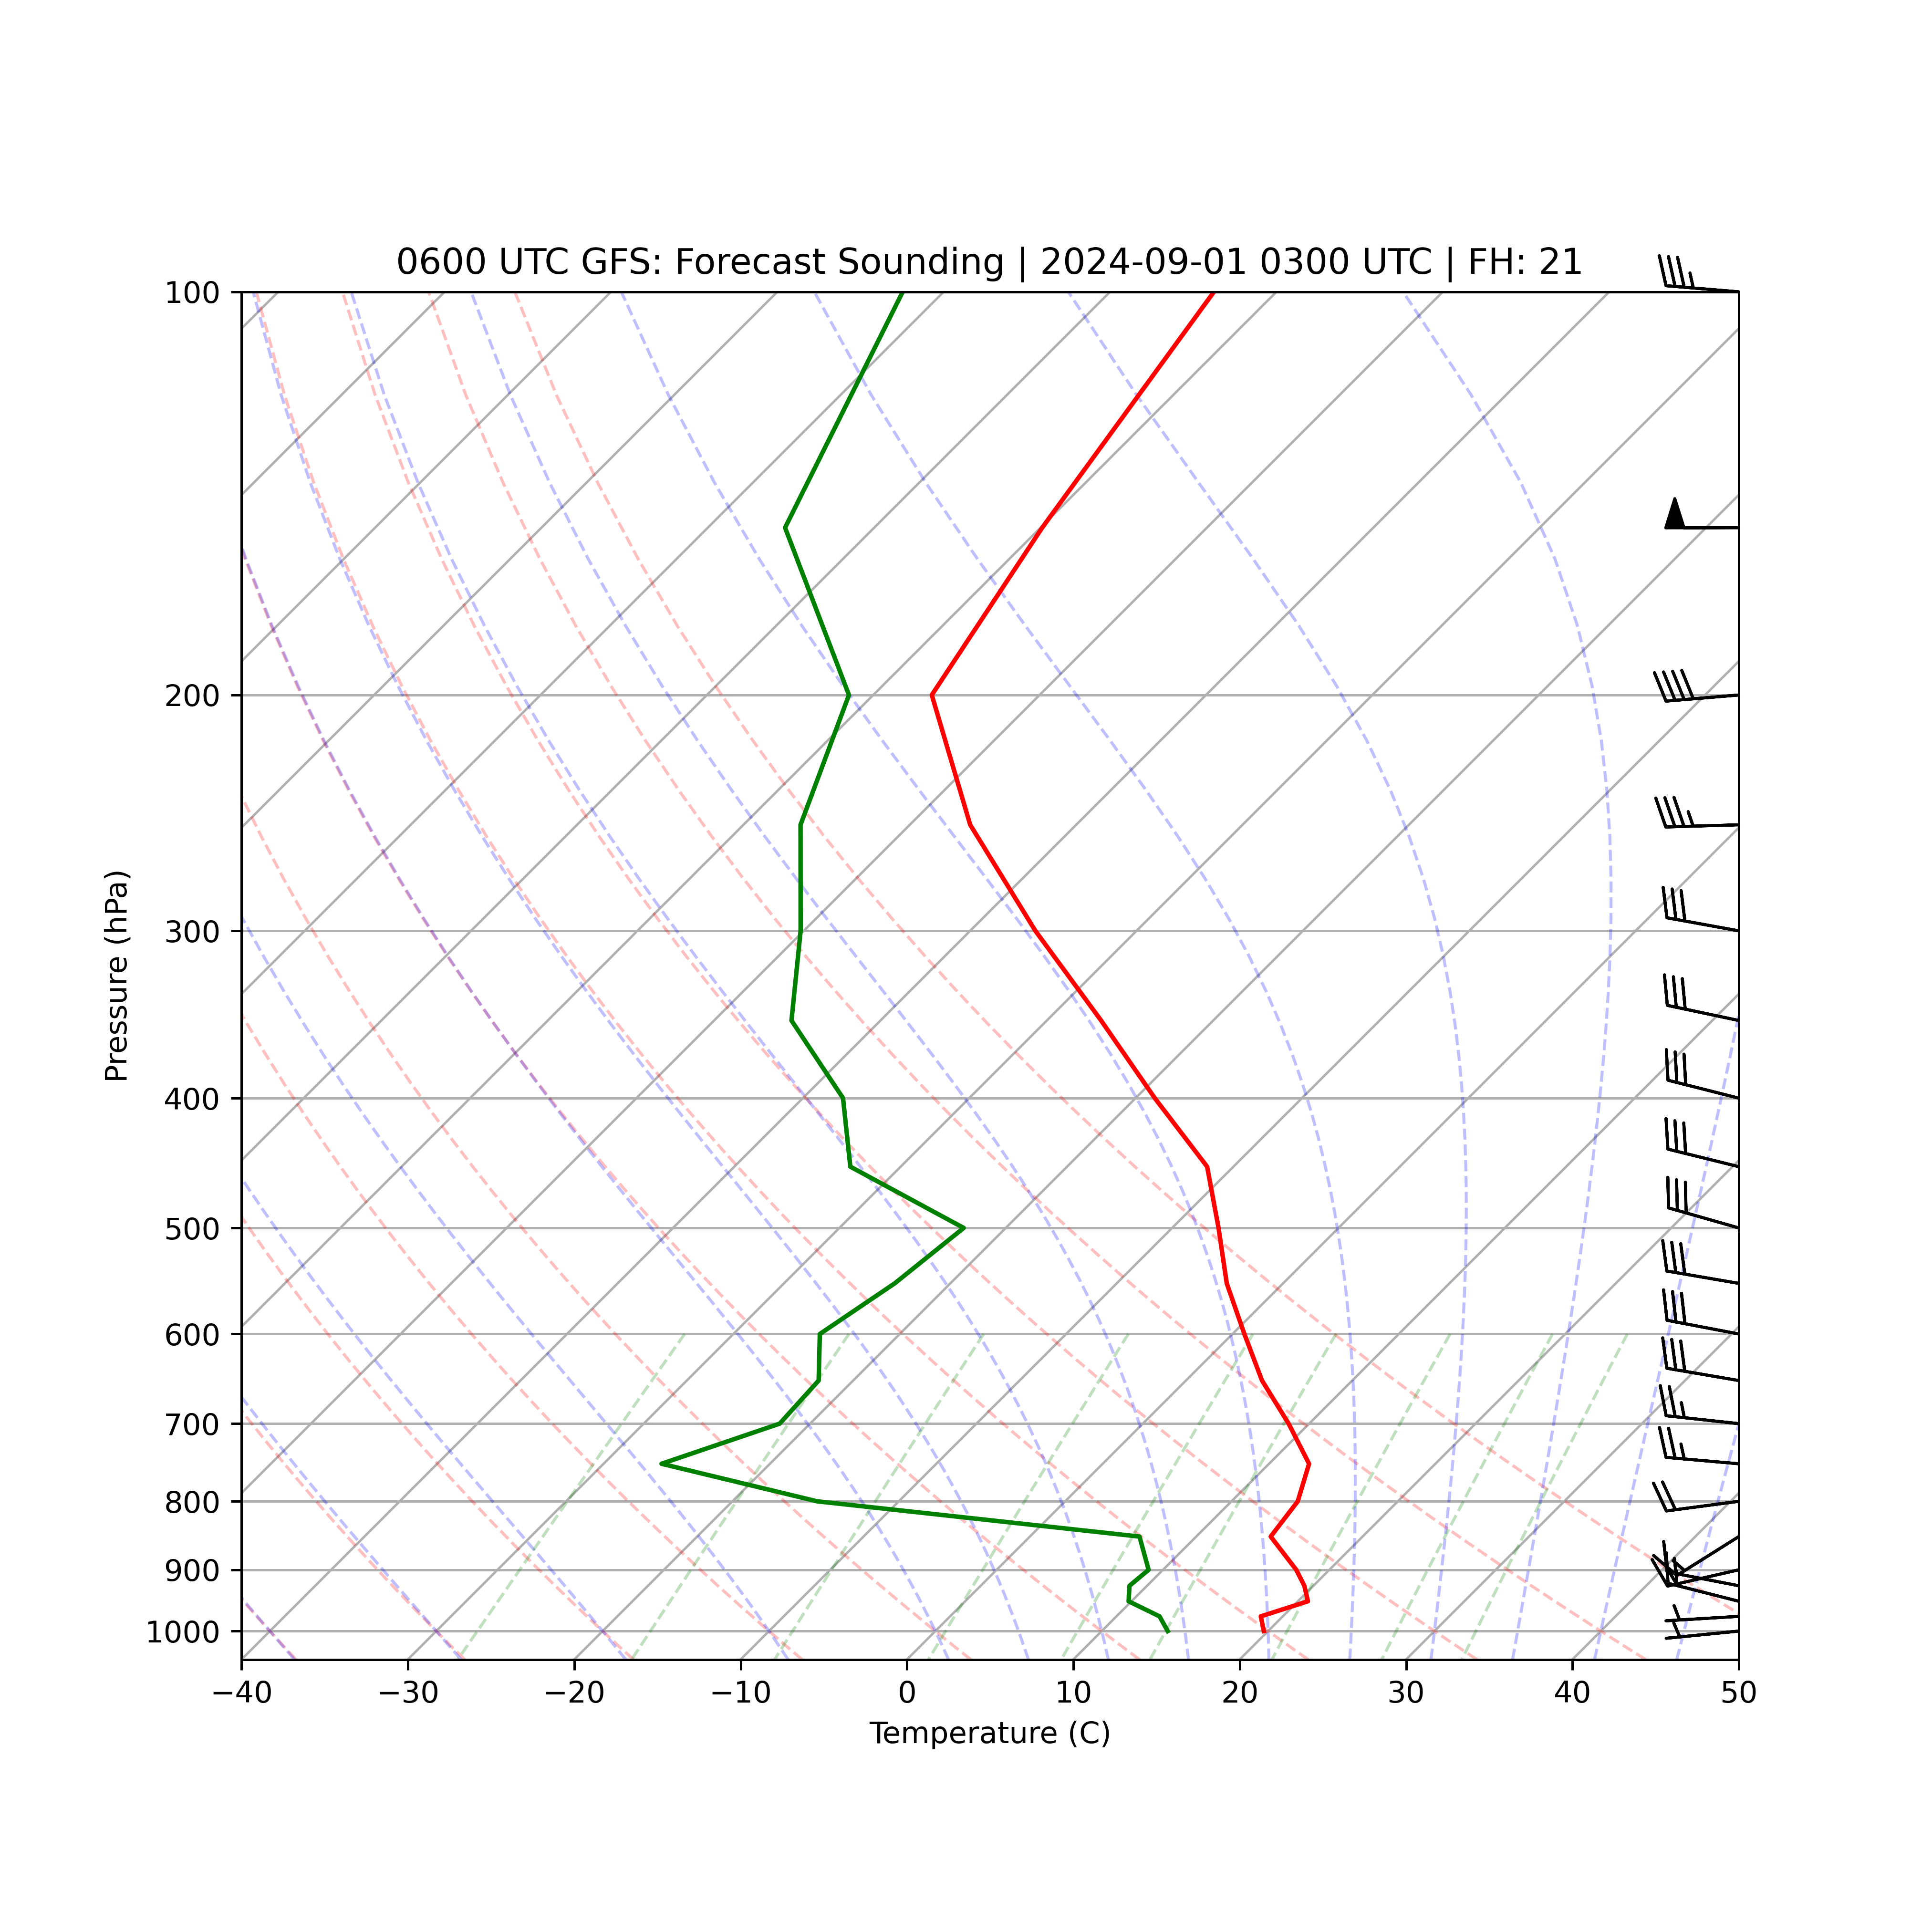 0600 UTC GFS: Forecast Sounding | 2024-09-01 0300 UTC | FH: 21
100
200
300
400
500
600
700
800
900
1000
Pressure (hPa)
−40 −30 −20 −10 0 10 20 30 40 50
Temperature (C)